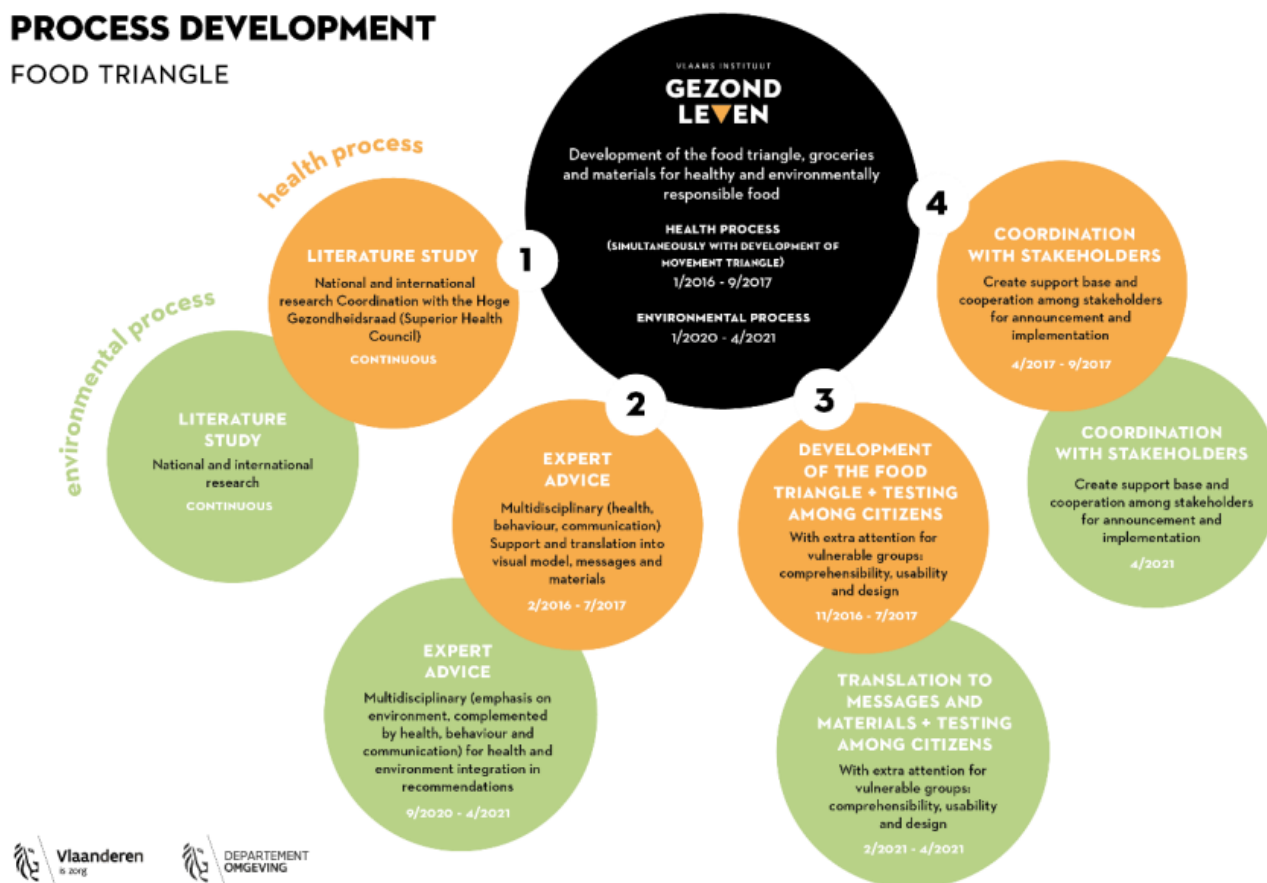 PROCESS DEVELOPMENT
FOOD TRIANGLE
VLAAMS INSTITUUT
GEZOND
LEVEN
Development of the food triangle, groceries
and materials for healthy and environmentally
responsible food
HEALTH PROCESS
(SIMULTANEOUSLY WITH DEVELOPMENT OF
MOVEMENT TRIANGLE)
1/2016 - 9/2017
ENVIRONMENTAL PROCESS
1/2020 - 4/2021
health process
environmental process
1
LITERATURE STUDY
National and international
research Coordination with the Hoge
Gezondheidsraad (Superior Health
Council)
CONTINUOUS
LITERATURE
STUDY
National and international
research
CONTINUOUS
2
EXPERT
ADVICE
Multidisciplinary (health,
behaviour, communication)
Support and translation into
visual model, messages and
materials
2/2016 - 7/2017
EXPERT
ADVICE
Multidisciplinary (emphasis on
environment, complemented
by health, behaviour and
communication) for health and
environment integration in
recommendations
9/2020 - 4/2021
3
DEVELOPMENT
OF THE FOOD
TRIANGLE + TESTING
AMONG CITIZENS
With extra attention for
vulnerable groups:
comprehensibility, usability
and design
11/2016 - 7/2017
TRANSLATION TO
MESSAGES AND
MATERIALS + TESTING
AMONG CITIZENS
With extra attention for
vulnerable groups:
comprehensibility, usability
and design
2/2021 - 4/2021
4
COORDINATION
WITH STAKEHOLDERS
Create support base and
cooperation among stakeholders
for announcement and
implementation
4/2017 - 9/2017
COORDINATION
WITH STAKEHOLDERS
Create support base and
cooperation among stakeholders
for announcement and
implementation
4/2021
Vlaanderen
is zorg
DEPARTEMENT
OMGEVING